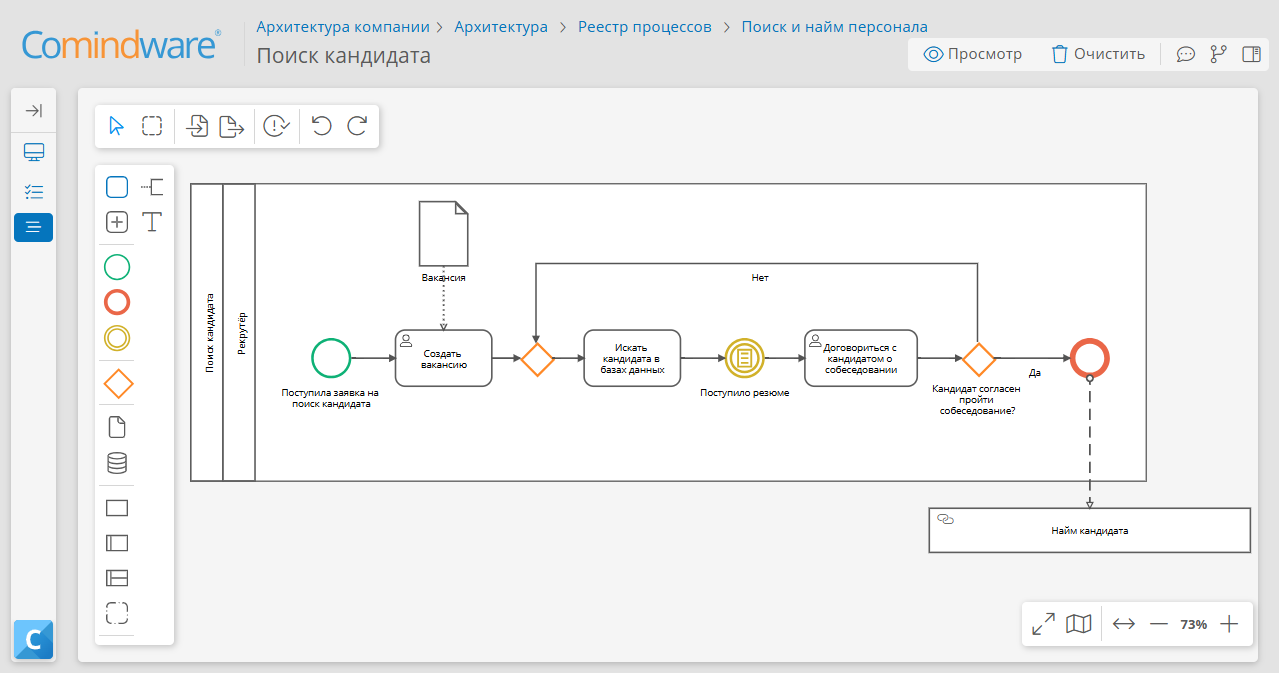 Comindware®
Архитектура компании > Архитектура > Реестр процессов > Поиск и найм персонала
Поиск кандидата
Просмотр
Очистить
Поиск кандидата
Рекрутёр
Вакансия
Нет
Поступила заявка на
поиск кандидата
Создать
вакансию
Искать
кандидата в
базах данных
Поступило резюме
Договориться с
кандидатом о
собеседовании
Кандидат согласен
пройти
собеседование?
Да
Найм кандидата
T
C
73%